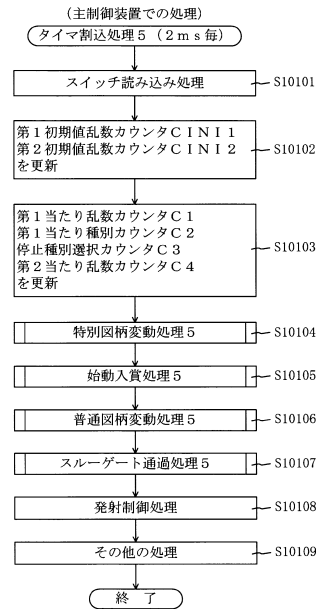 （主制御装置での処理）
タイマ割込処理５（２ｍｓ毎）
スイッチ読み込み処理
S10101
第１初期値乱数カウンタＣＩＮＩ１
第２初期値乱数カウンタＣＩＮＩ２
を更新
S10102
第１当たり乱数カウンタＣ１
第１当たり種別カウンタＣ２
停止種別選択カウンタＣ３
第２当たり乱数カウンタＣ４
を更新
S10103
特別図柄変動処理５
S10104
始動入賞処理５
S10105
普通図柄変動処理５
S10106
スルーゲート通過処理５
S10107
発射制御処理
S10108
その他の処理
S10109
終　了